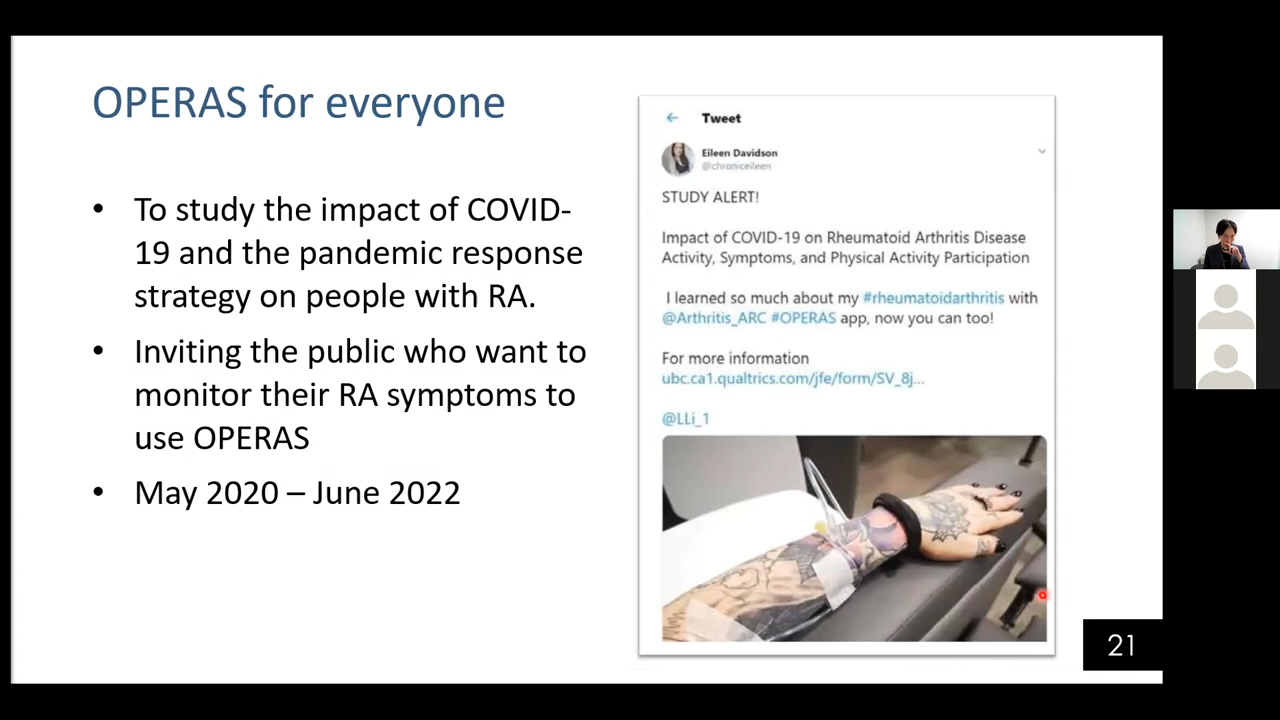 OPERAS for everyone
• To study the impact of COVID-
19 and the pandemic response
strategy on people with RA.
• Inviting the public who want to
monitor their RA symptoms to
use OPERAS
• May 2020 – June 2022
← Tweet
Eileen Davidson
@chroniceileen
STUDY ALERT!
Impact of COVID-19 on Rheumatoid Arthritis Disease
Activity, Symptoms, and Physical Activity Participation
I learned so much about my #rheumatoidarthritis with
@Arthritis_ARC #OPERAS app, now you can too!
For more information
ubc.ca1.qualtrics.com/jfe/form/SV_8j...
@LLi_1
21